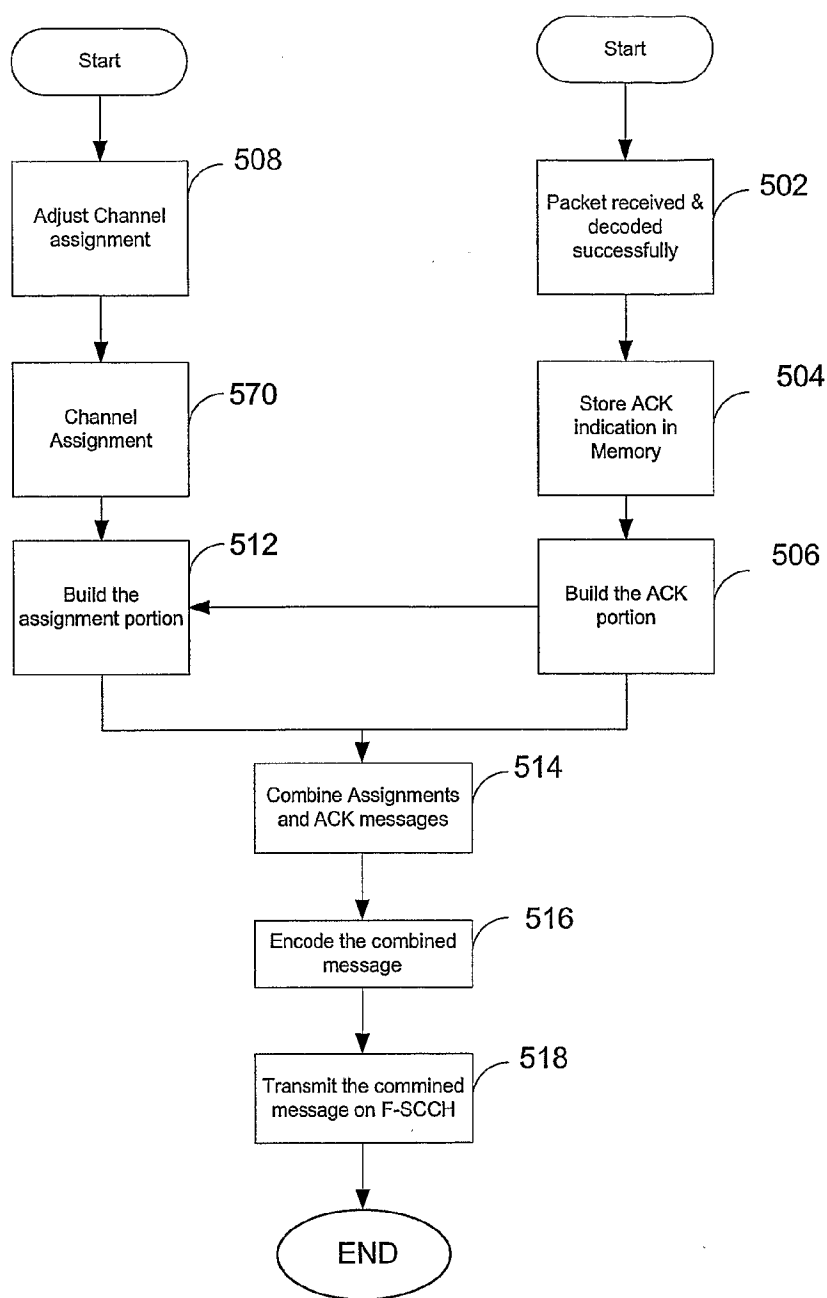 Start
Start
508
Adjust Channel
assignment
502
Packet received &
decoded
successfully
570
Channel
Assignment
504
Store ACK
indication in
Memory
512
Build the
assignment portion
506
Build the ACK
portion
514
Combine Assignments
and ACK messages
516
Encode the combined
message
518
Transmit the commined
message on F-SCCH
END